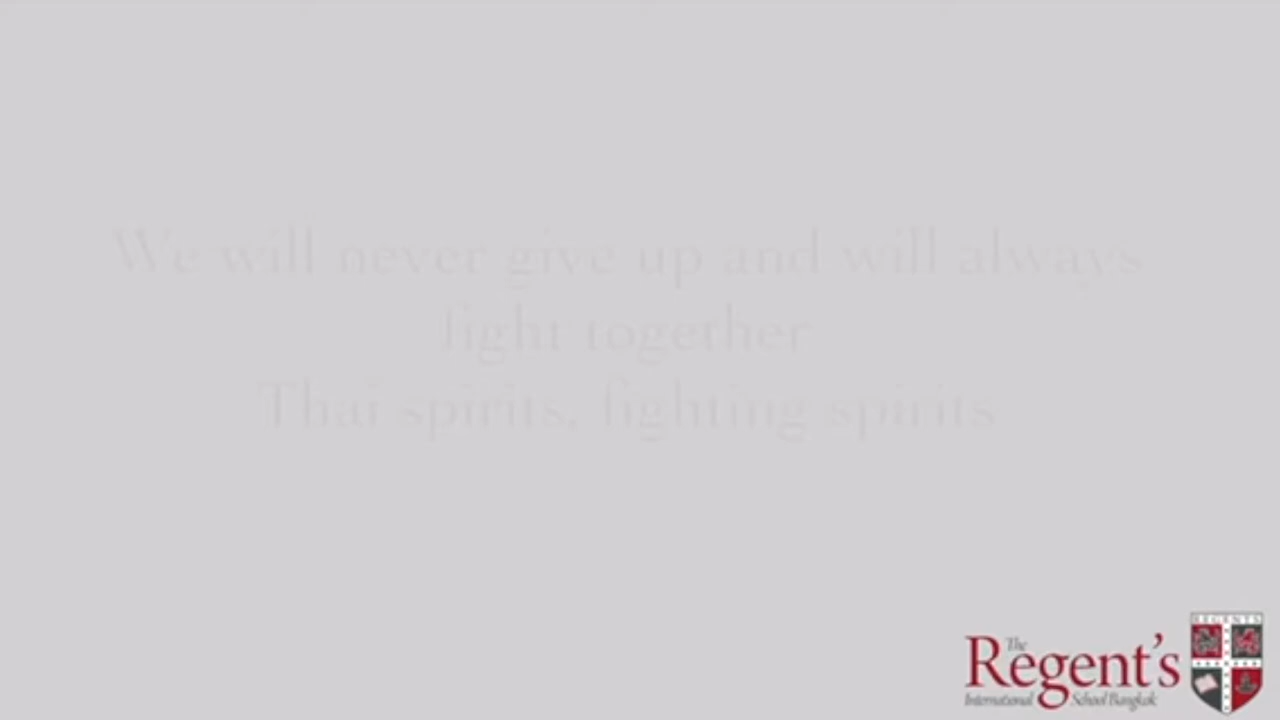 We will never give up and will always
fight together
Thai spirits, fighting spirits
The
Regent's
International School Bangkok
REGENTS